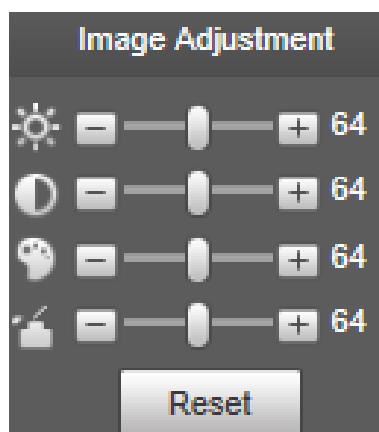 Image Adjustment
− + 64
− + 64
− + 64
− + 64
Reset